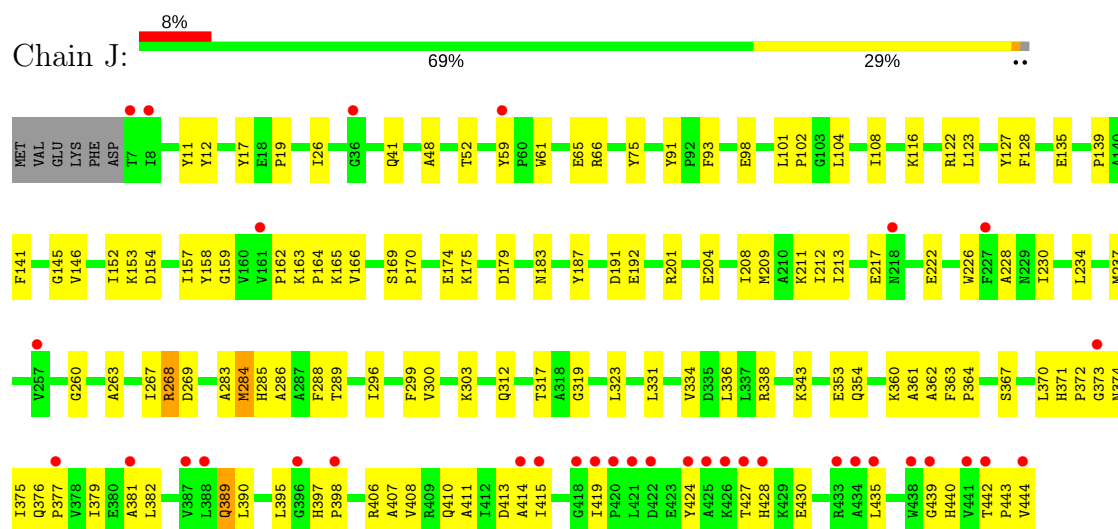 8%
Chain J:
69% 29% ••
MET VAL GLU LYS PHE ASP T7 I8 Y11 Y12 Y17 E18 P19 I26 G36 Q41 A48 T52 Y59 P60 W61 E65 R66 Y75 Y91 P92 F93 E98 L101 P102 G103 L104 I108 K116 R122 L123 Y127 F128 E135 P139 A140
F141 G145 V146 I152 K153 D154 I157 Y158 G159 V160 V161 P162 K163 P164 K165 V166 S169 P170 E174 K175 D179 N183 Y187 D191 E192 R201 E204 I208 M209 A210 K211 I212 I213 E217 N218 E222 W226 F227 A228 N229 I230 L234 M237
V257 G260 A263 I267 R268 D269 A283 M284 H285 A286 A287 F288 T289 I296 F299 V300 K303 Q312 T317 A318 G319 L323 L331 V334 D335 L336 L337 R338 K343 E353 Q354 K360 A361 A362 F363 P364 S367 L370 H371 P372 G373 N374
I375 Q376 P377 V378 I379 E380 A381 L382 V387 L388 Q389 L390 L395 G396 H397 P398 R406 A407 V408 R409 Q410 A411 I412 D413 A414 I415 G418 I419 P420 L421 D422 E423 Y424 A425 K426 T427 H428 K429 E430 R433 A434 L435 W438 G439 H440 V441 T442 P443 V444